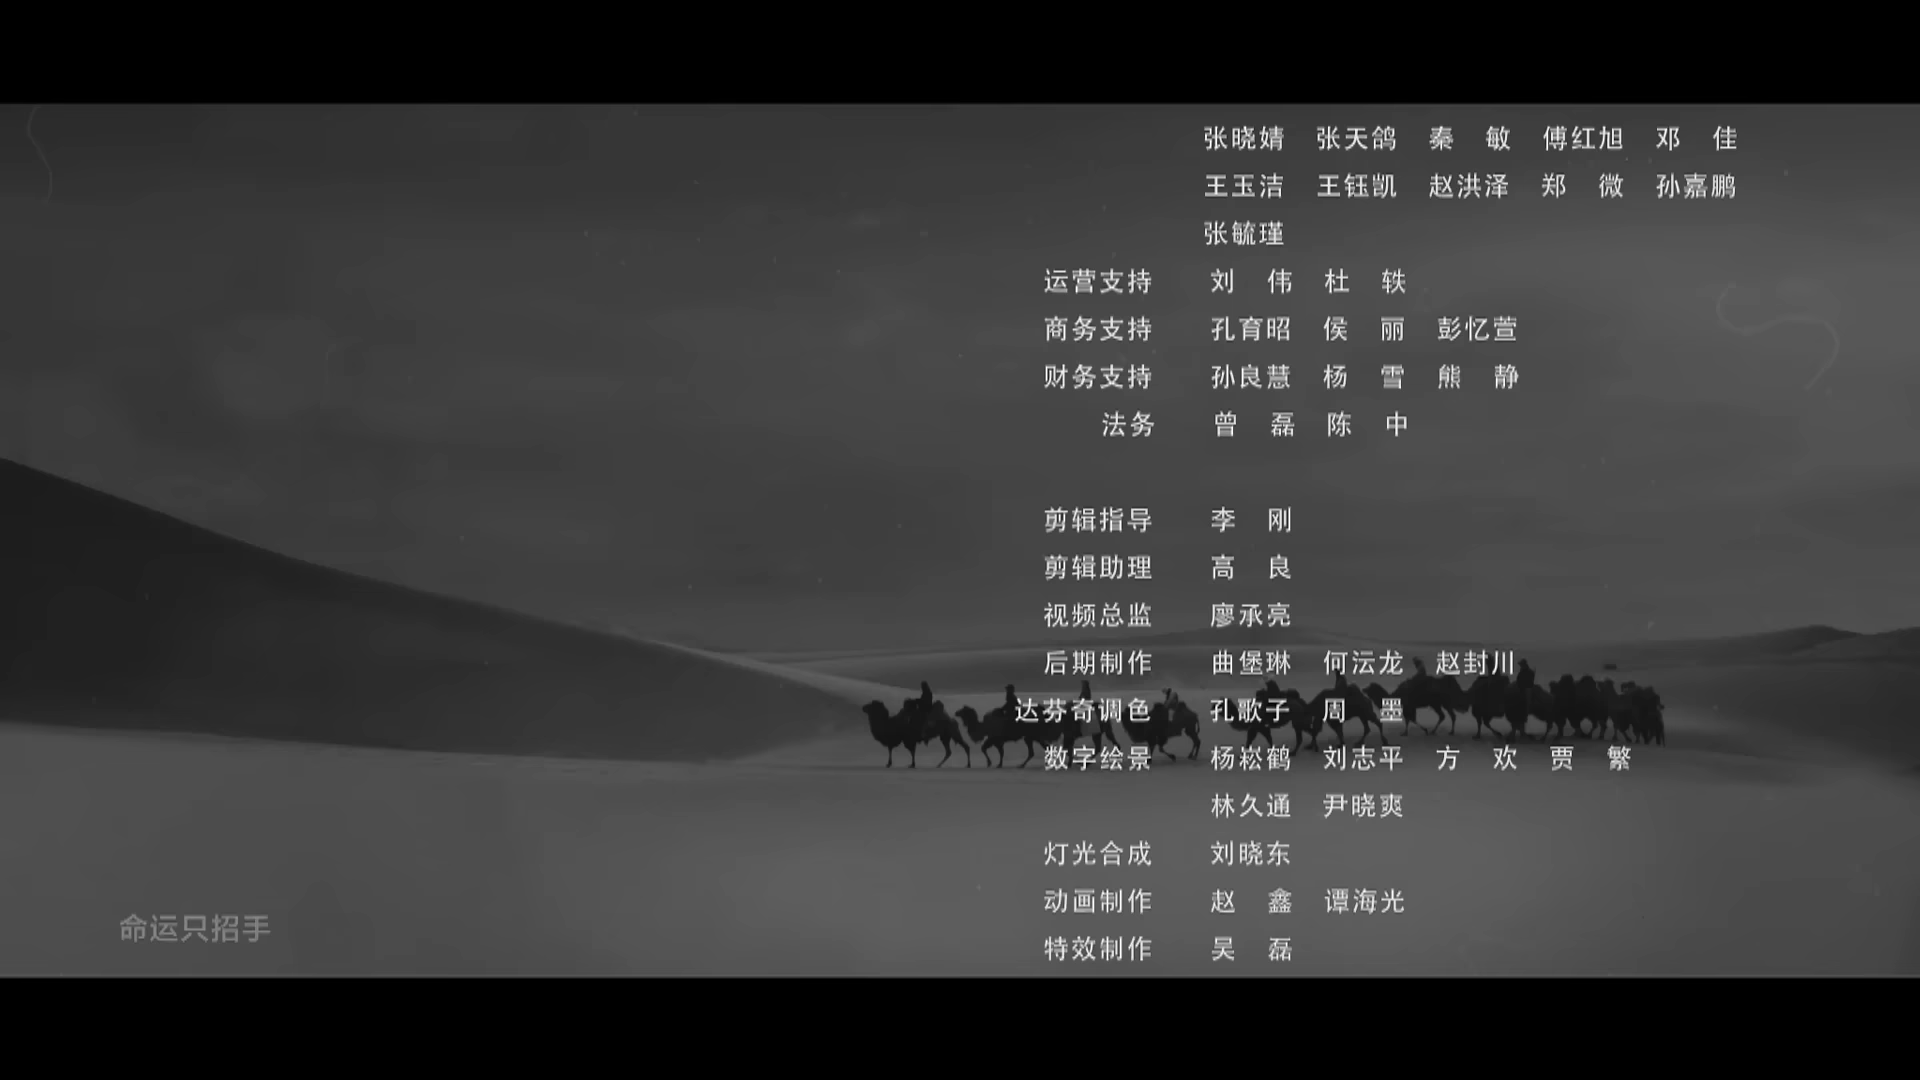 张晓婧 张天鸽 秦 敏 傅红旭 邓 佳
王玉洁 王钰凯 赵洪泽 郑 微 孙嘉鹏
张毓瑾
运营支持 刘 伟 杜 轶
商务支持 孔育昭 侯 丽 彭忆萱
财务支持 孙良慧 杨 雪 熊 静
法务 曾 磊 陈 中
剪辑指导 李 刚
剪辑助理 高 良
视频总监 廖承亮
后期制作 曲堡琳 何沄龙 赵封川
达芬奇调色 孔歌子 周 墨
数字绘景 杨崧鹤 刘志平 方 欢 贾 繁
林久通 尹晓爽
灯光合成 刘晓东
动画制作 赵 鑫 谭海光
特效制作 吴 磊
命运只招手